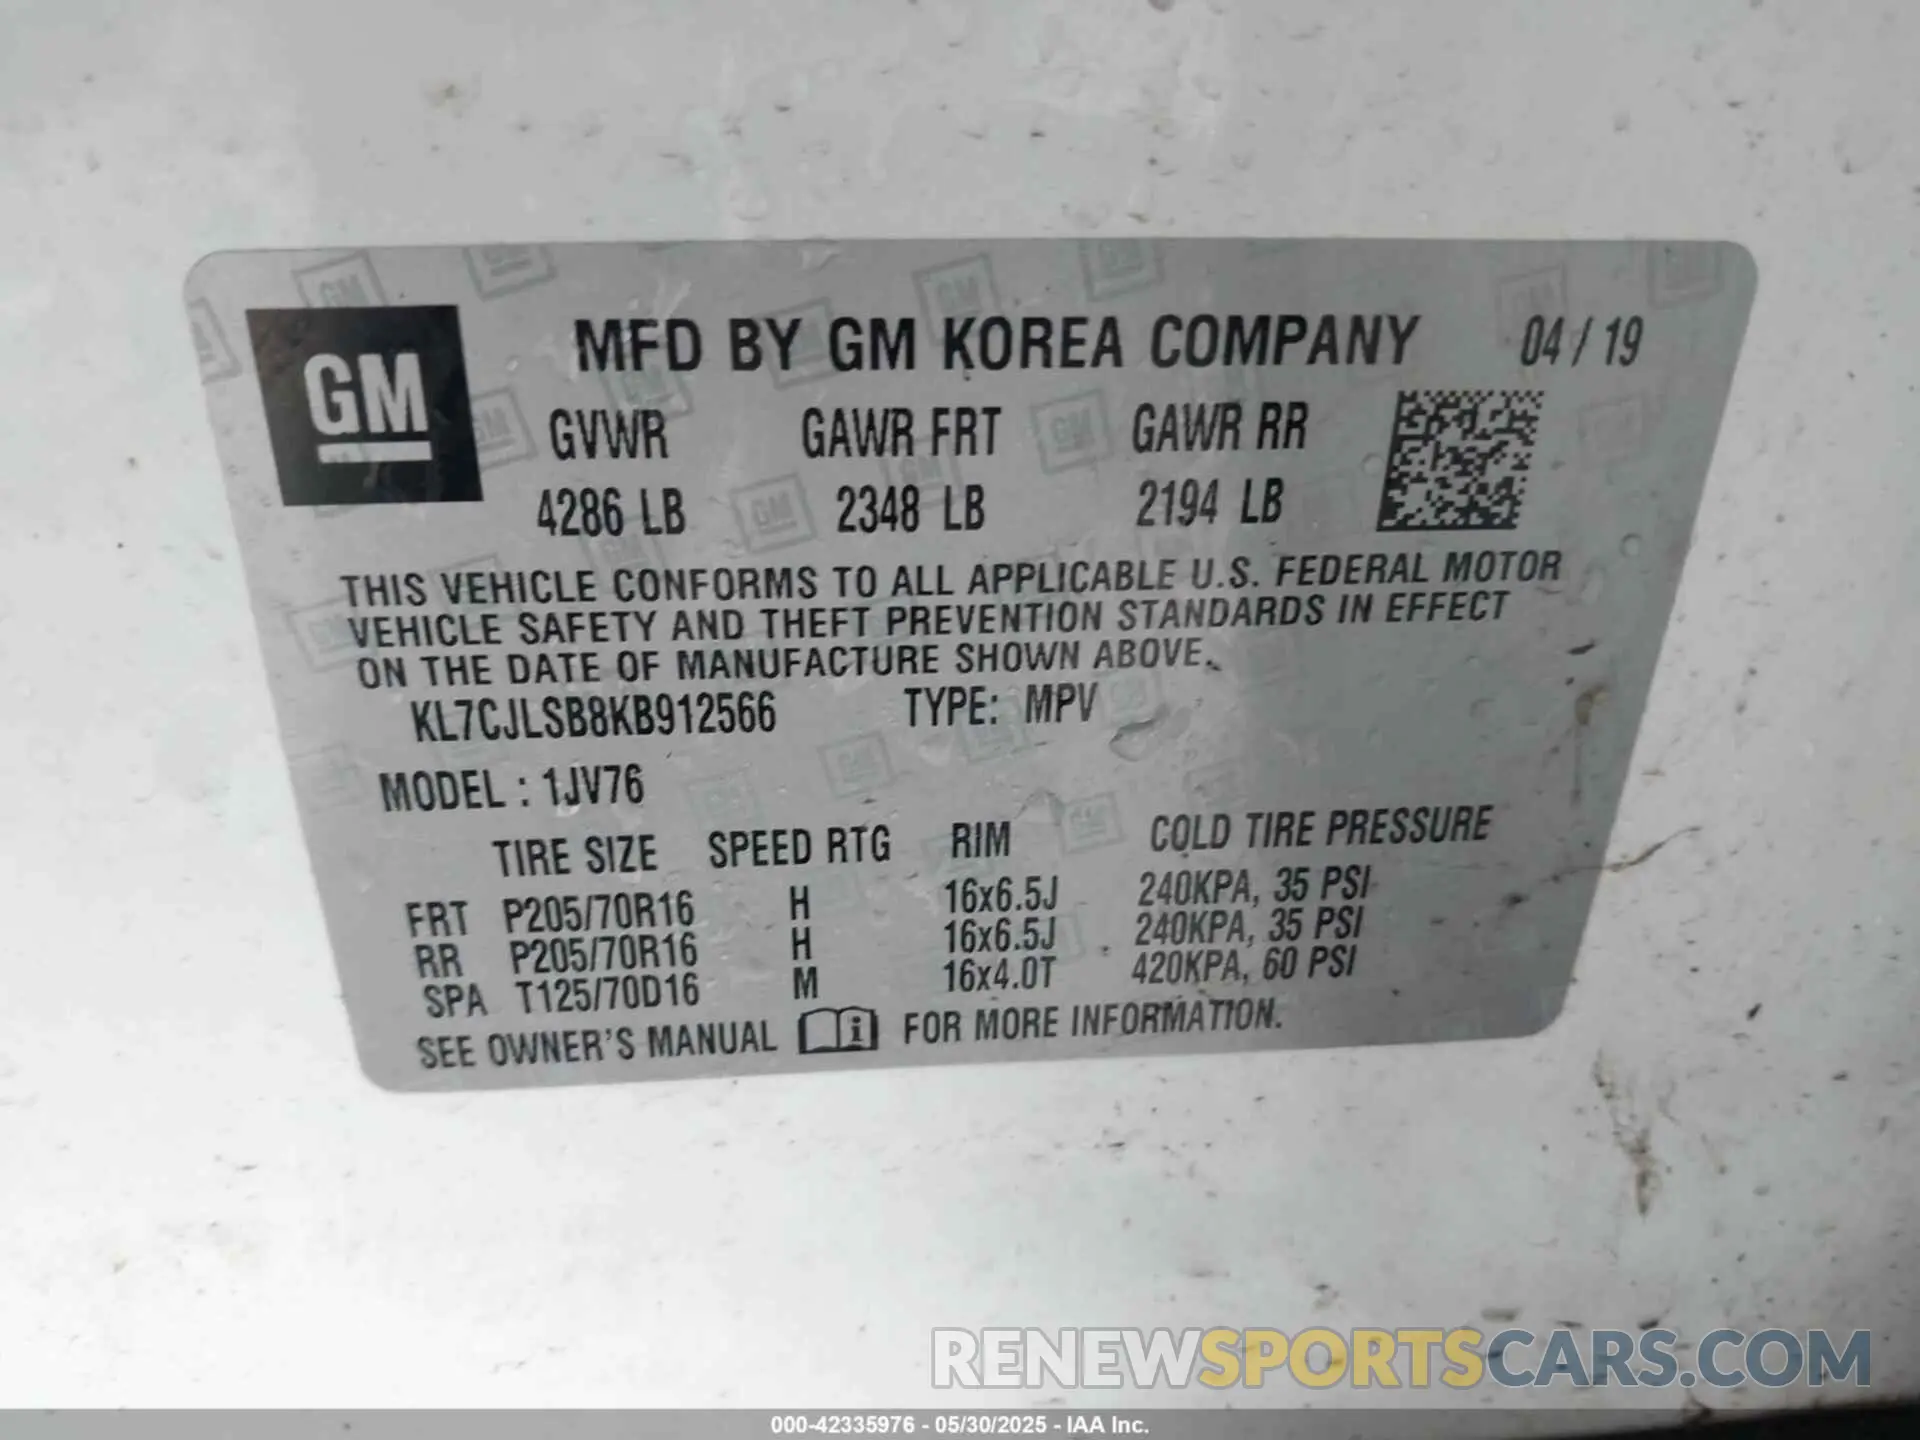 GM
MFD BY GM KOREA COMPANY 04 / 19
GVWR GAWR FRT GAWR RR
4286 LB 2348 LB 2194 LB
THIS VEHICLE CONFORMS TO ALL APPLICABLE U.S. FEDERAL MOTOR
VEHICLE SAFETY AND THEFT PREVENTION STANDARDS IN EFFECT
ON THE DATE OF MANUFACTURE SHOWN ABOVE.
KL7CJLSB8KB912566 TYPE: MPV
MODEL : 1JV76
TIRE SIZE SPEED RTG RIM COLD TIRE PRESSURE
FRT P205/70R16 H 16x6.5J 240KPA, 35 PSI
RR P205/70R16 H 16x6.5J 240KPA, 35 PSI
SPA T125/70D16 M 16x4.0T 420KPA, 60 PSI
SEE OWNER'S MANUAL i FOR MORE INFORMATION.
RENEWSPORTSCARS.COM
000-42335976 - 05/30/2025 - IAA Inc.